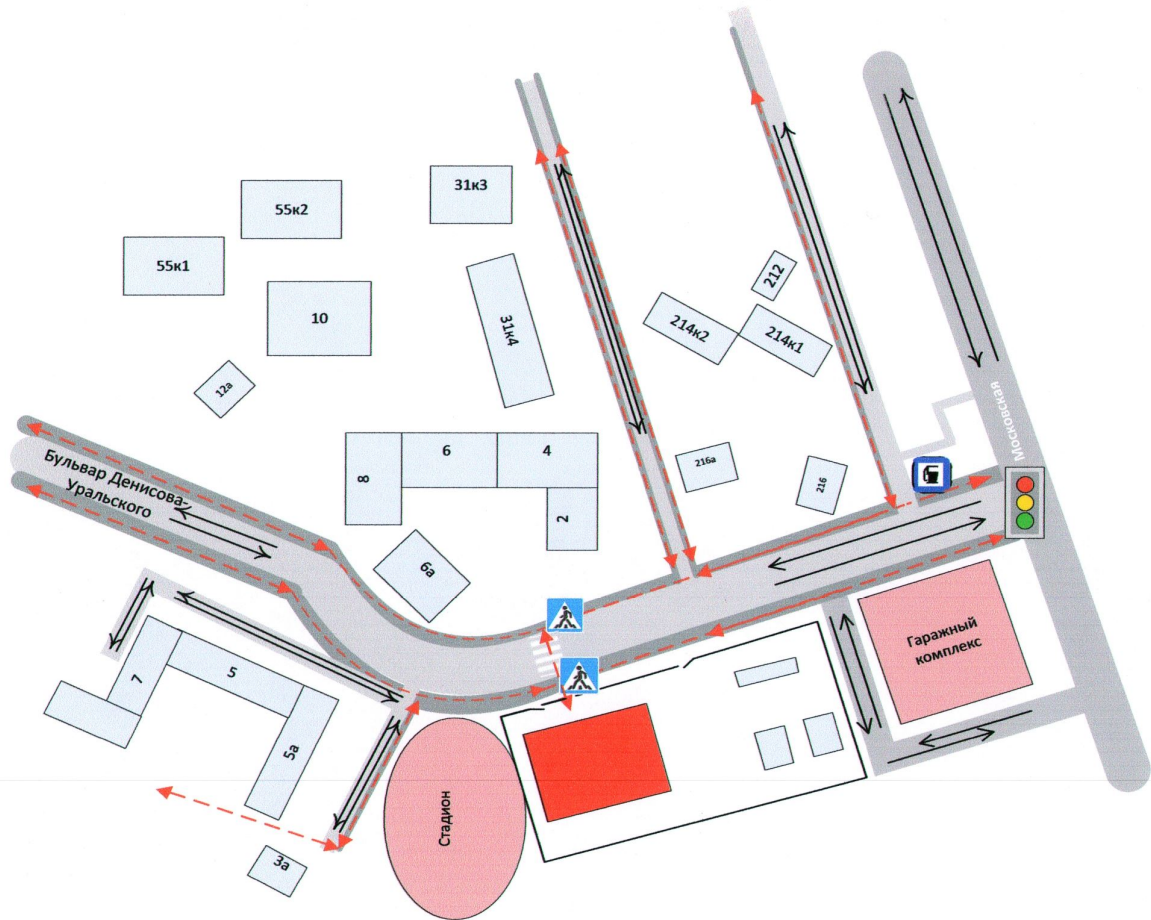 31к3
55к2
55к1
10
31к4
212
214к2
214к1
12а
Московская
6
4
8
2
216а
216
Бульвар Денисова-
Уральского
6а
Гаражный
комплекс
7
5
5а
Стадион
3а